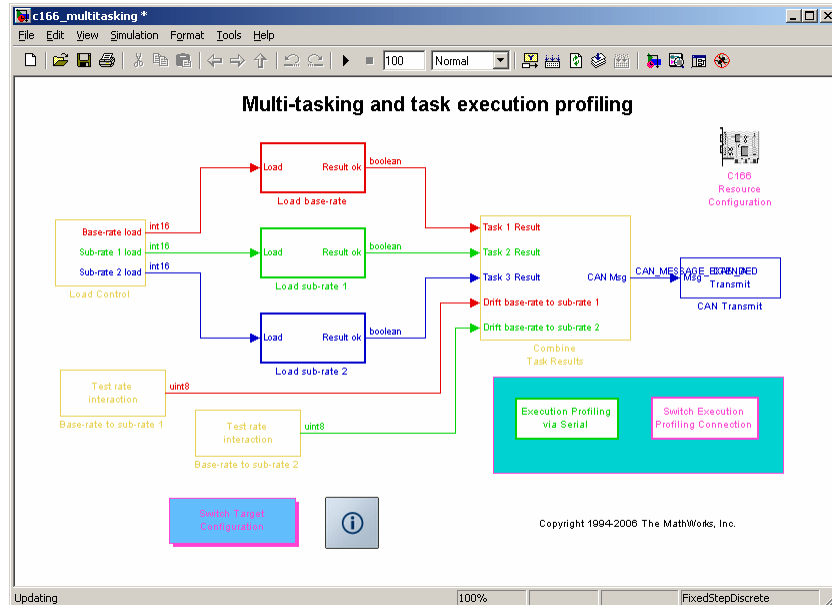 c166_multitasking *
File Edit View Simulation Format Tools Help
100 Normal
Multi-tasking and task execution profiling
C166
Resource
Configuration
Load Result ok boolean
Load base-rate
Base-rate load int16
Sub-rate 1 load int16
Sub-rate 2 load int16
Load Control
Load Result ok boolean
Load sub-rate 1
Load Result ok boolean
Load sub-rate 2
Task 1 Result
Task 2 Result
Task 3 Result
CAN Msg
Drift base-rate to sub-rate 1
Drift base-rate to sub-rate 2
Combine
Task Results
Msg
Transmit
CAN Transmit
Test rate
interaction
uint8
Base-rate to sub-rate 1
Test rate
interaction
uint8
Base-rate to sub-rate 2
Execution Profiling
via Serial
Switch Execution
Profiling Connection
Switch Target
Configuration
Copyright 1994-2006 The MathWorks, Inc.
Updating 100% FixedStepDiscrete